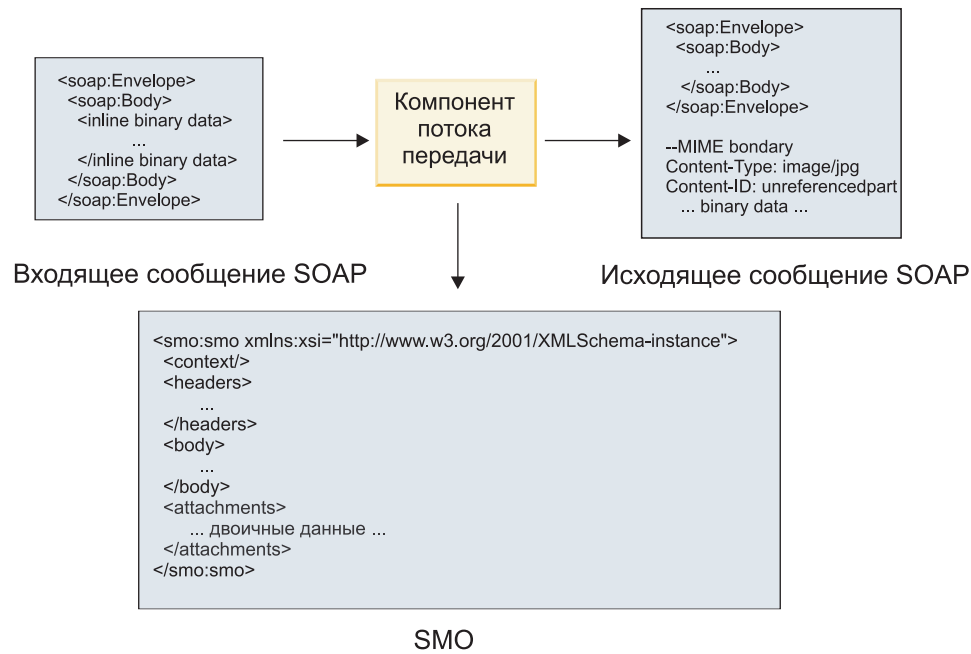 <soap:Envelope>
<soap:Body>
<inline binary data>
...
</inline binary data>
</soap:Body>
</soap:Envelope>
Входящее сообщение SOAP
Компонент
потока
передачи
<soap:Envelope>
<soap:Body>
...
</soap:Body>
</soap:Envelope>
--MIME bondary
Content-Type: image/jpg
Content-ID: unreferencedpart
... binary data ...
Исходящее сообщение SOAP
<smo:smo xmlns:xsi="http://www.w3.org/2001/XMLSchema-instance">
<context/>
<headers>
...
</headers>
<body>
...
</body>
<attachments>
... двоичные данные ...
</attachments>
</smo:smo>
SMO